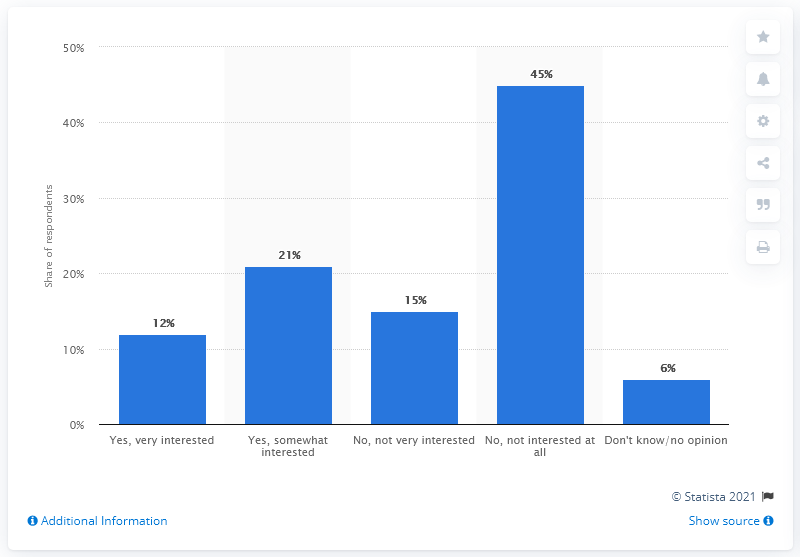 50%
40%
30%
20%
10%
0%
Share of respondents
12%
21%
15%
45%
6%
Yes, very interested
Yes, somewhat
interested
No, not very interested
No, not interested at
all
Don't know/no opinion
© Statista 2021
Additional Information
Show source